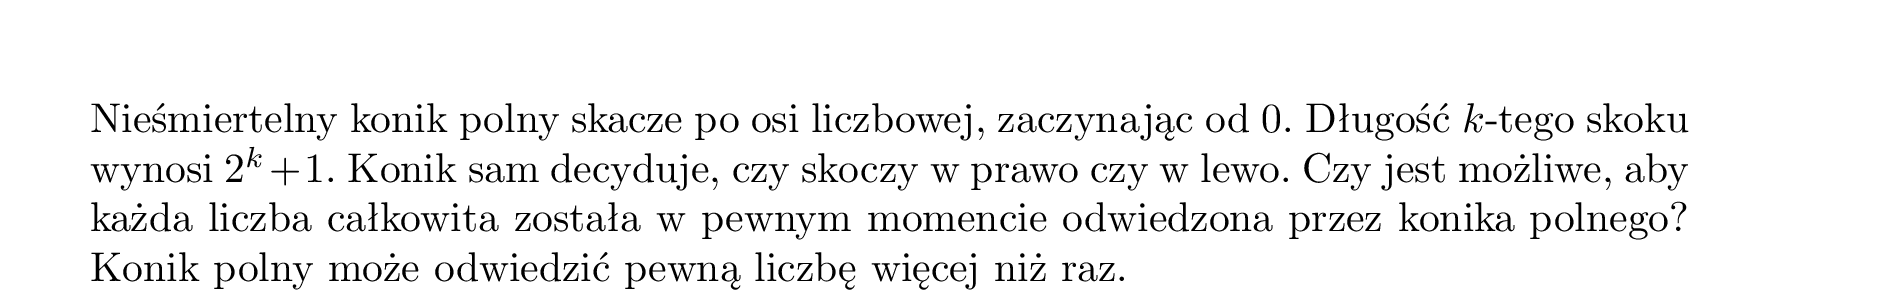 Nieśmiertelny konik polny skacze po osi liczbowej, zaczynając od 0. Długość k-tego skoku
wynosi 2^k+1. Konik sam decyduje, czy skoczy w prawo czy w lewo. Czy jest możliwe, aby
każda liczba całkowita została w pewnym momencie odwiedzona przez konika polnego?
Konik polny może odwiedzić pewną liczbę więcej niż raz.